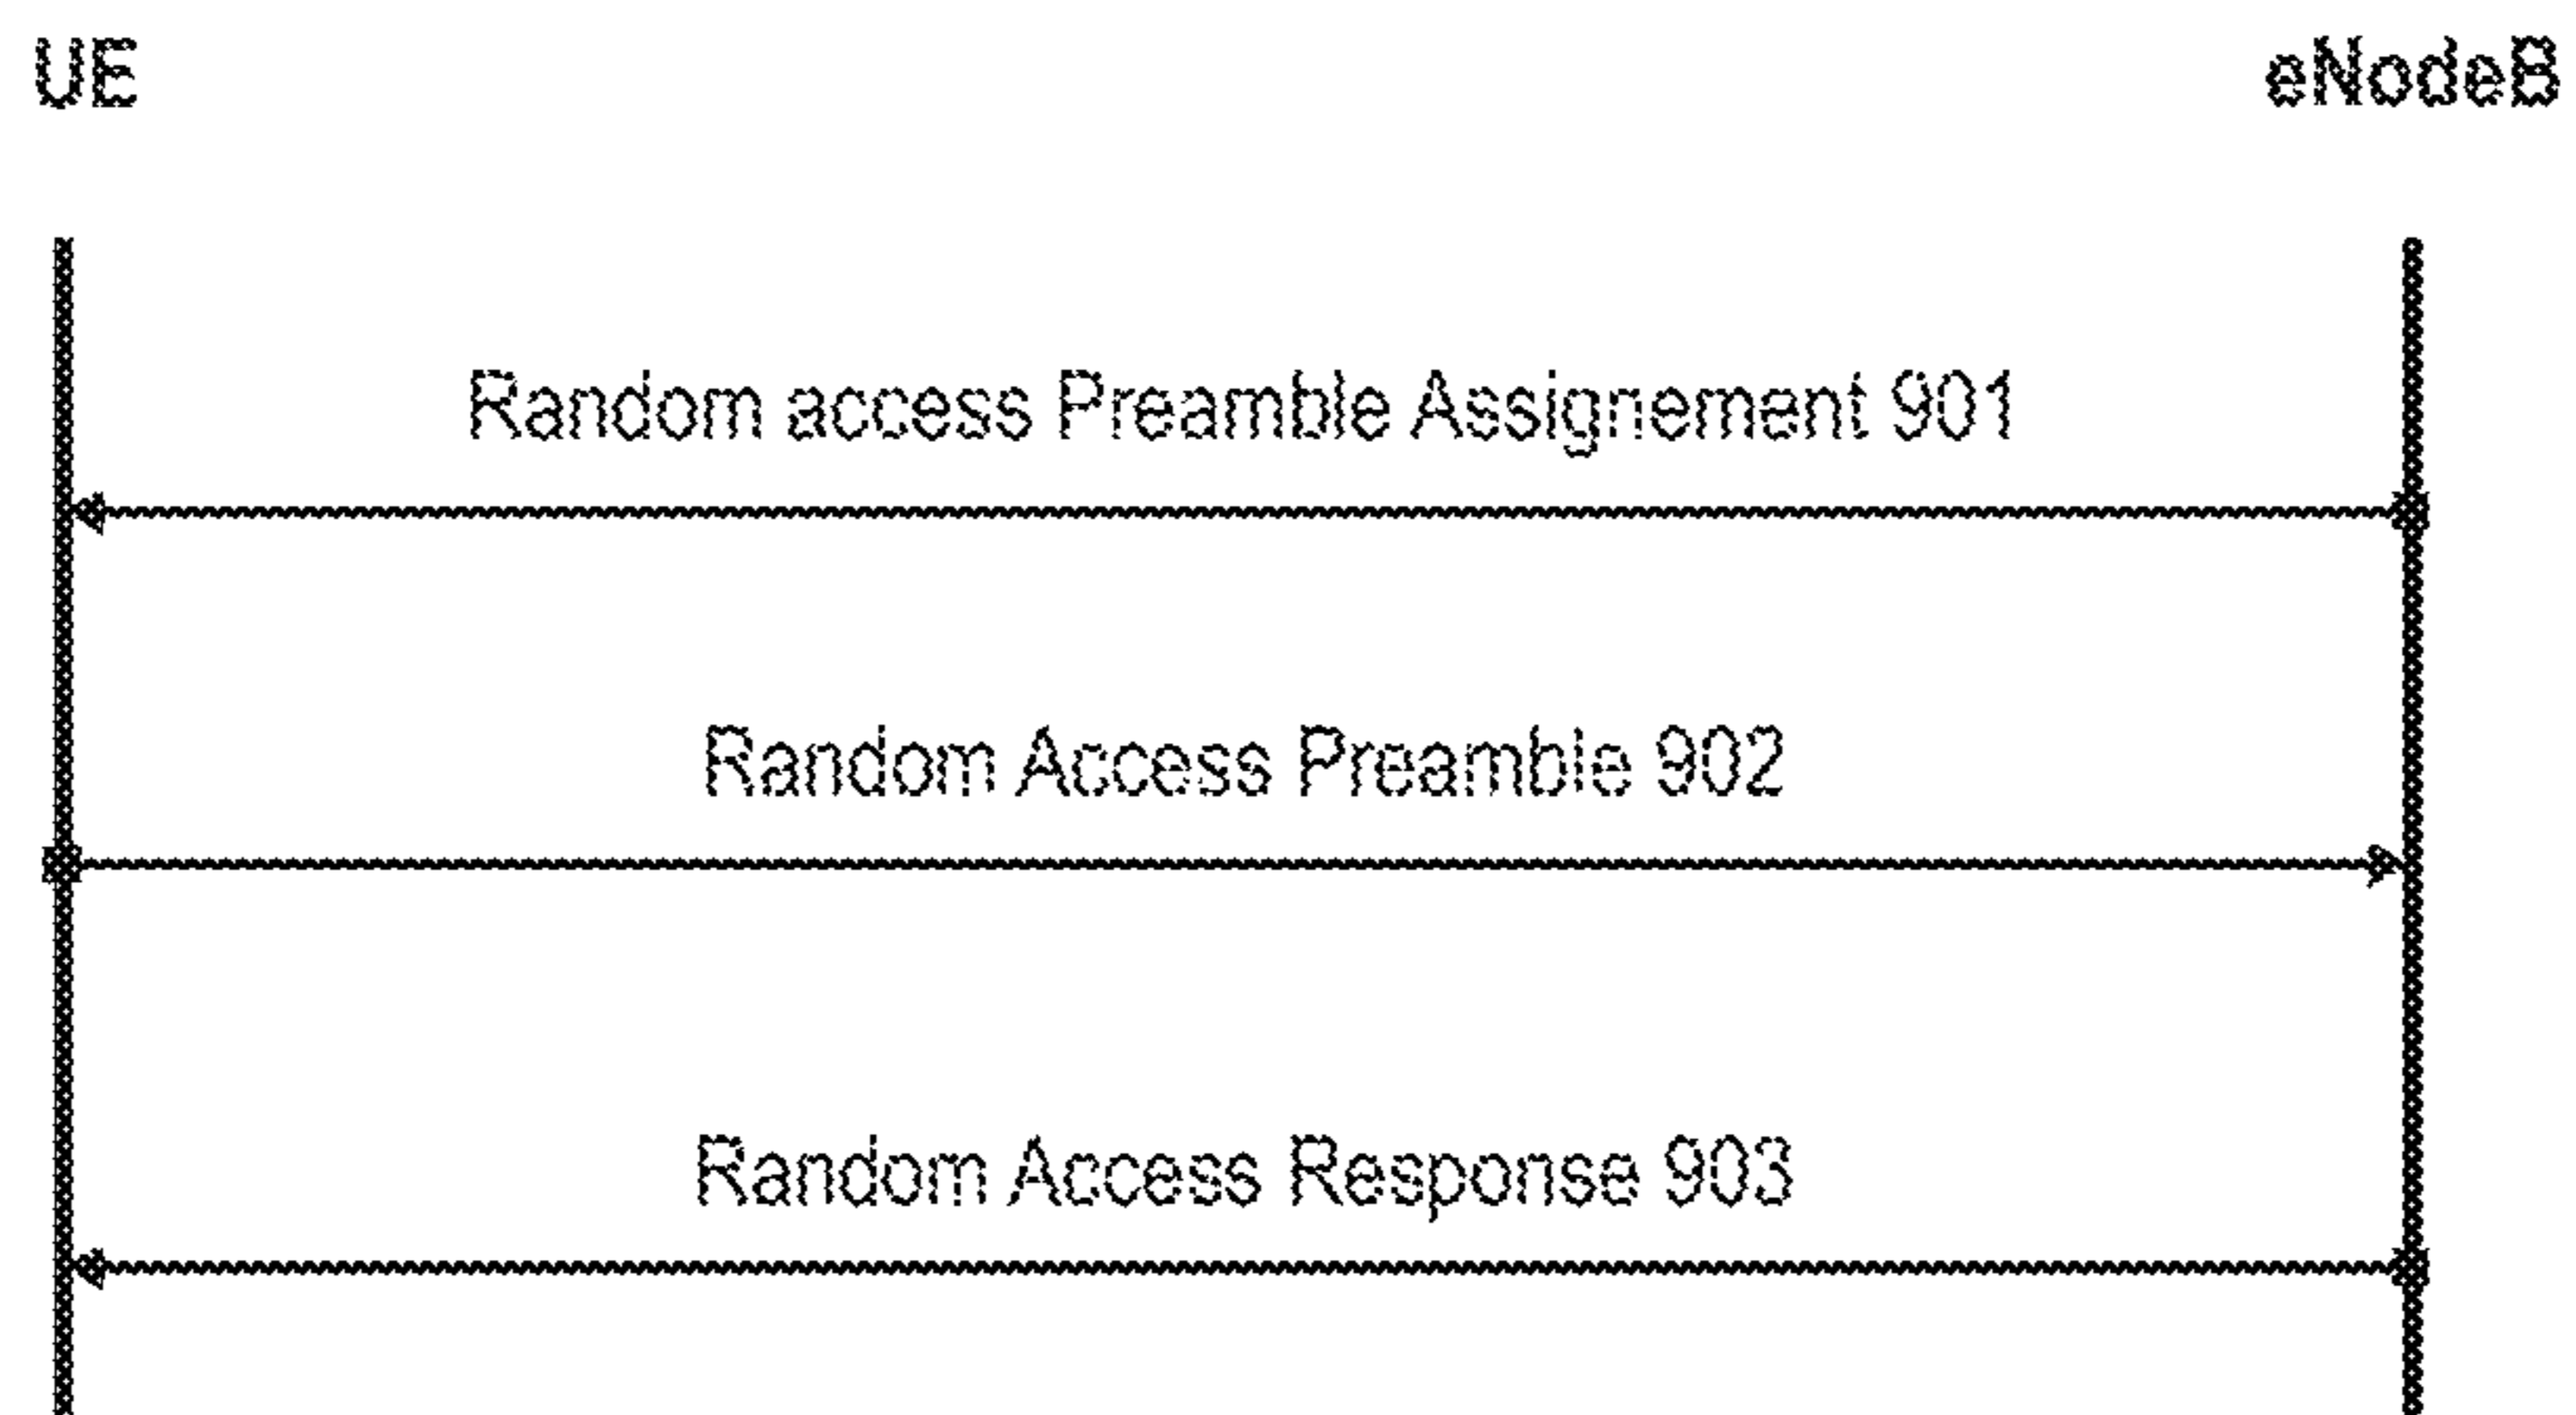 UE eNodeB
Random access Preamble Assignement 901
Random Access Preamble 902
Random Access Response 903